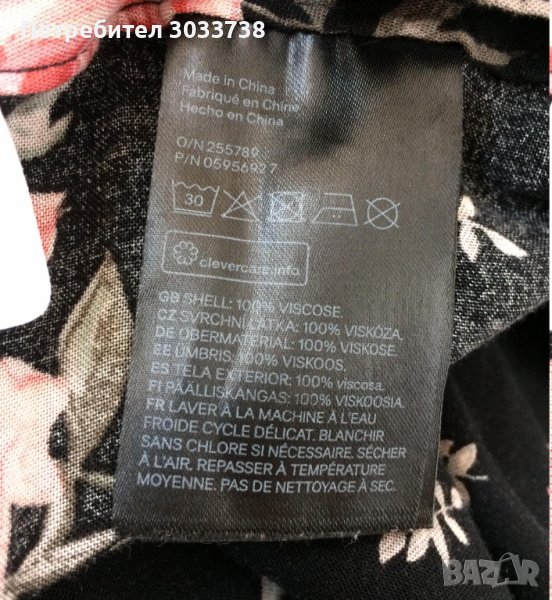 Потребител 3033738
Made in China
Fabriqué en Chine
Hecho en China
O/N 255789
P/N 05956927
30
clevercare.info
GB SHELL: 100% VISCOSE.
CZ SVRCHNI LÁTKA: 100% VISKÓZA.
DE OBERMATERIAL: 100% VISKOSE.
EE ÜMBRIS: 100% VISKOOS.
ES TELA EXTERIOR: 100% viscosa.
FI PÄÄLLISKANGAS: 100% VISKOOSIA.
FR LAVER À LA MACHINE À L'EAU
FROIDE CYCLE DÉLICAT. BLANCHIR
SANS CHLORE SI NÉCESSAIRE. SÉCHER
À L'AIR. REPASSER À TEMPÉRATURE
MOYENNE. PAS DE NETTOYAGE À SEC.
BAZAR